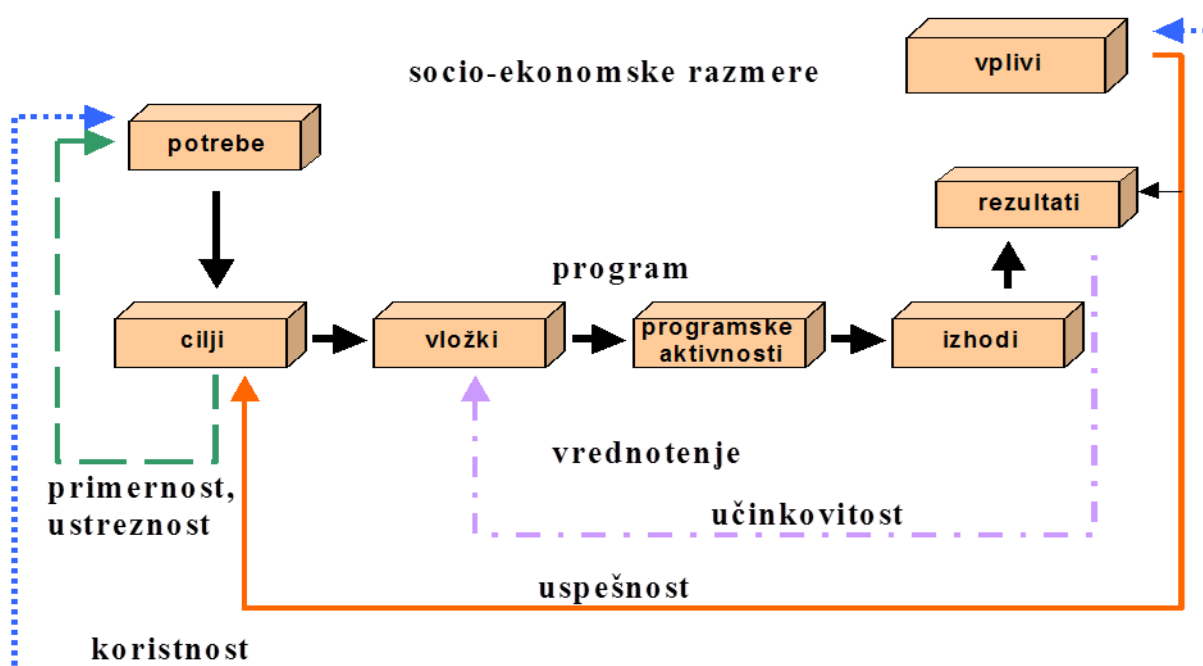 vplivi
socio-ekonomske razmere
potrebe
rezultati
program
cilji
vložki
programske
aktivnosti
izhodi
vrednotenje
primernost,
ustreznost
učinkovitost
uspešnost
koristnost